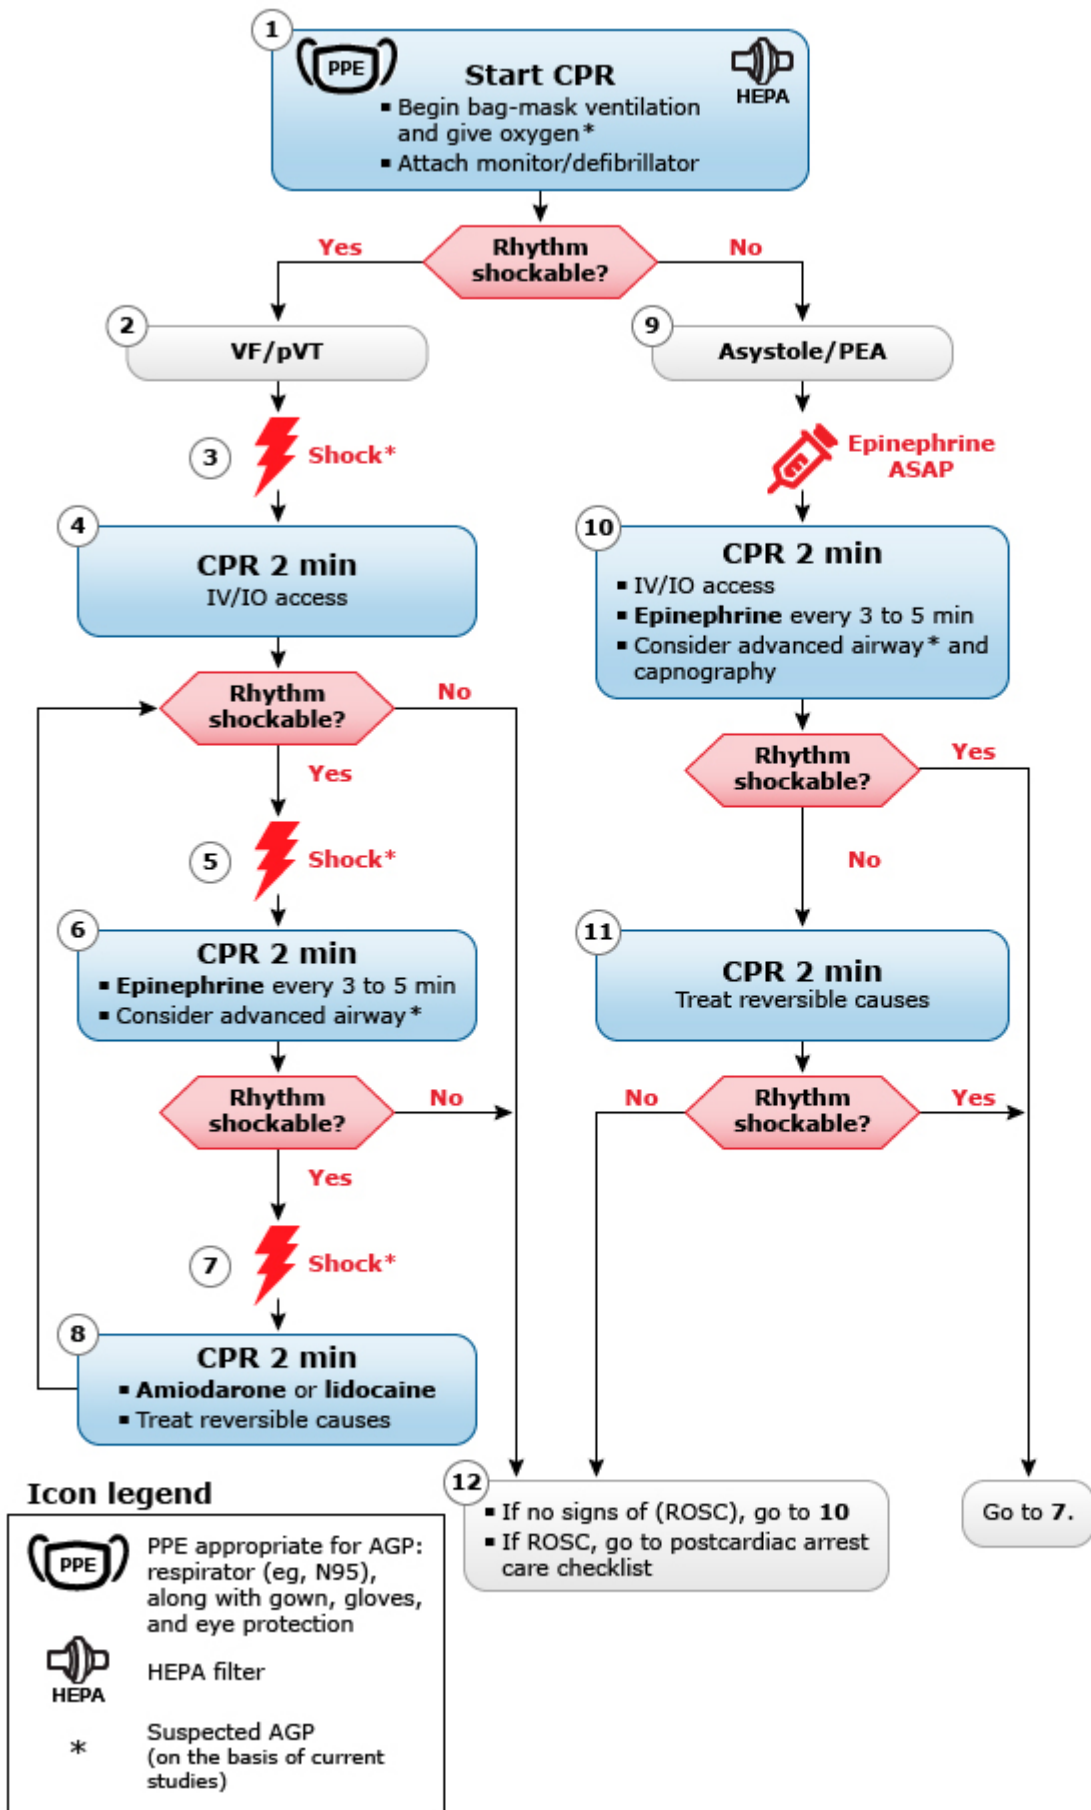 1
PPE
HEPA
Start CPR
▪ Begin bag-mask ventilation
and give oxygen*
▪ Attach monitor/defibrillator
Rhythm
shockable?
Yes
No
2
VF/pVT
3
Shock*
4
CPR 2 min
IV/IO access
Rhythm
shockable?
No
Yes
5
Shock*
6
CPR 2 min
▪ Epinephrine every 3 to 5 min
▪ Consider advanced airway*
Rhythm
shockable?
No
Yes
7
Shock*
8
CPR 2 min
▪ Amiodarone or lidocaine
▪ Treat reversible causes
9
Asystole/PEA
Epinephrine
ASAP
10
CPR 2 min
▪ IV/IO access
▪ Epinephrine every 3 to 5 min
▪ Consider advanced airway* and
capnography
Rhythm
shockable?
Yes
No
11
CPR 2 min
Treat reversible causes
No
Rhythm
shockable?
Yes
12
▪ If no signs of (ROSC), go to 10
▪ If ROSC, go to postcardiac arrest
care checklist
Go to 7.
Icon legend
PPE
PPE appropriate for AGP:
respirator (eg, N95),
along with gown, gloves,
and eye protection
HEPA
HEPA filter
*
Suspected AGP
(on the basis of current
studies)